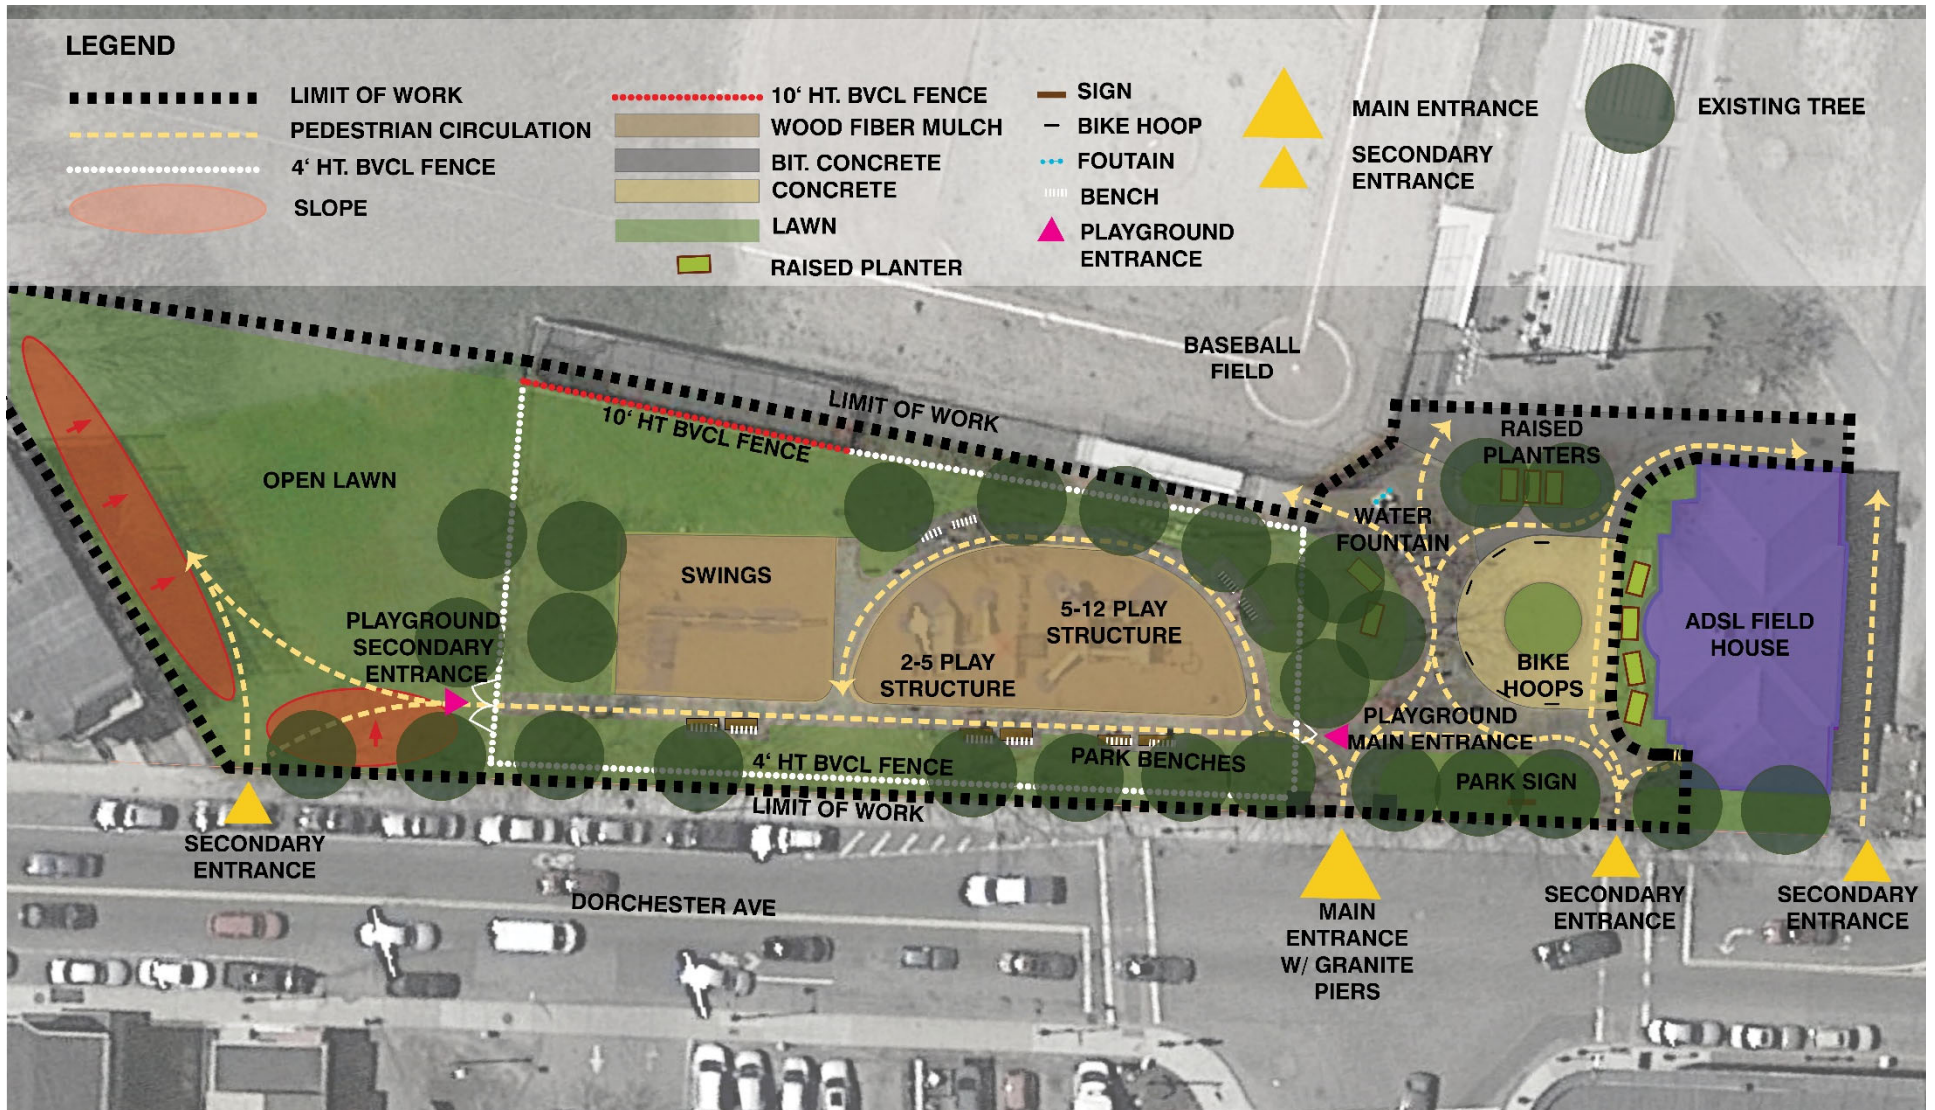 LEGEND
LIMIT OF WORK
PEDESTRIAN CIRCULATION
4‘ HT. BVCL FENCE
SLOPE
10‘ HT. BVCL FENCE
WOOD FIBER MULCH
BIT. CONCRETE
CONCRETE
LAWN
RAISED PLANTER
SIGN
BIKE HOOP
FOUTAIN
BENCH
PLAYGROUND
ENTRANCE
MAIN ENTRANCE
SECONDARY
ENTRANCE
EXISTING TREE
BASEBALL
FIELD
LIMIT OF WORK
10‘ HT BVCL FENCE
RAISED
PLANTERS
OPEN LAWN
WATER
FOUNTAIN
SWINGS
5-12 PLAY
STRUCTURE
2-5 PLAY
STRUCTURE
PLAYGROUND
SECONDARY
ENTRANCE
ADSL FIELD
HOUSE
BIKE
HOOPS
PLAYGROUND
MAIN ENTRANCE
PARK BENCHES
4‘ HT BVCL FENCE
PARK SIGN
LIMIT OF WORK
SECONDARY
ENTRANCE
DORCHESTER AVE
MAIN
ENTRANCE
W/ GRANITE
PIERS
SECONDARY
ENTRANCE
SECONDARY
ENTRANCE